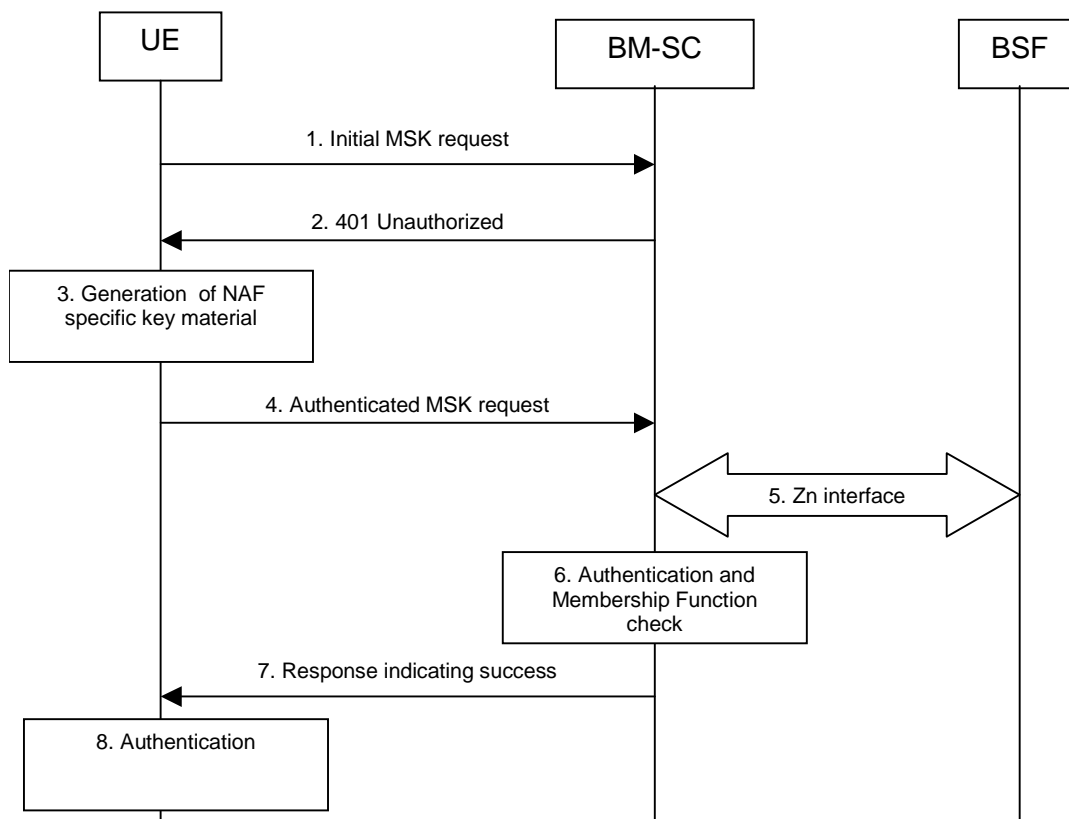 UE
BM-SC
BSF
1. Initial MSK request
2. 401 Unauthorized
3. Generation of NAF
specific key material
4. Authenticated MSK request
5. Zn interface
6. Authentication and
Membership Function
check
7. Response indicating success
8. Authentication